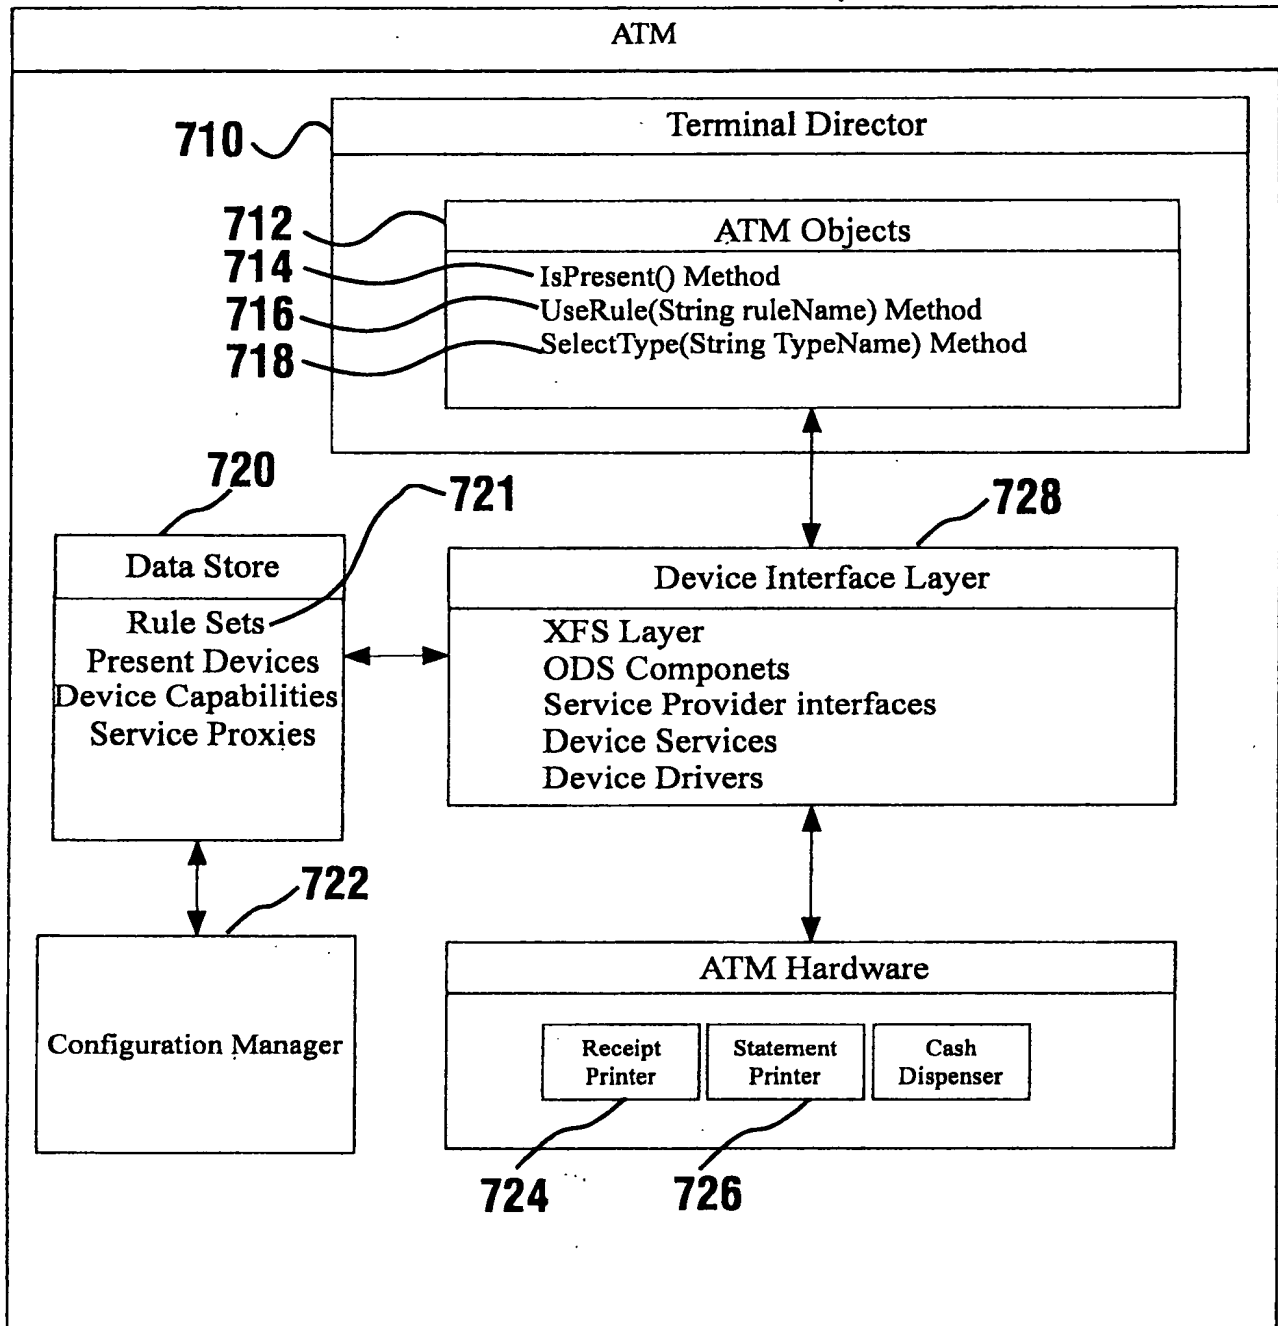 ATM
Terminal Director
710
712
ATM Objects
714
IsPresent() Method
716
UseRule(String ruleName) Method
718
SelectType(String TypeName) Method
720
721
728
Data Store
Rule Sets
Present Devices
Device Capabilities
Service Proxies
Device Interface Layer
XFS Layer
ODS Componets
Service Provider interfaces
Device Services
Device Drivers
722
Configuration Manager
ATM Hardware
Receipt
Printer
Statement
Printer
Cash
Dispenser
724
726